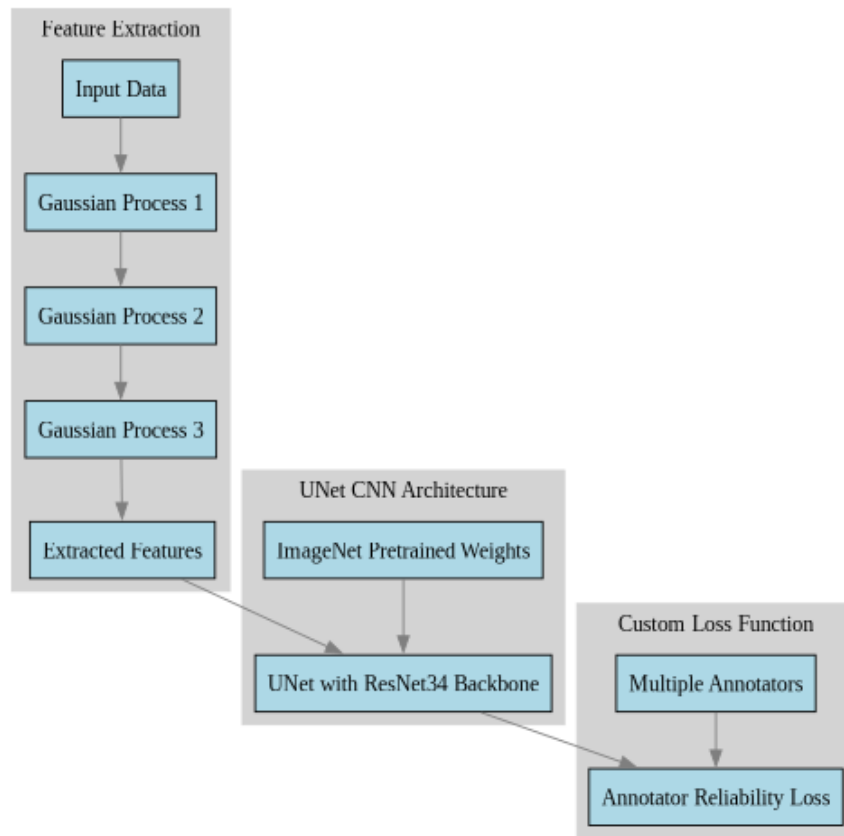 Feature Extraction
Input Data
Gaussian Process 1
Gaussian Process 2
Gaussian Process 3
Extracted Features
UNet CNN Architecture
ImageNet Pretrained Weights
UNet with ResNet34 Backbone
Custom Loss Function
Multiple Annotators
Annotator Reliability Loss